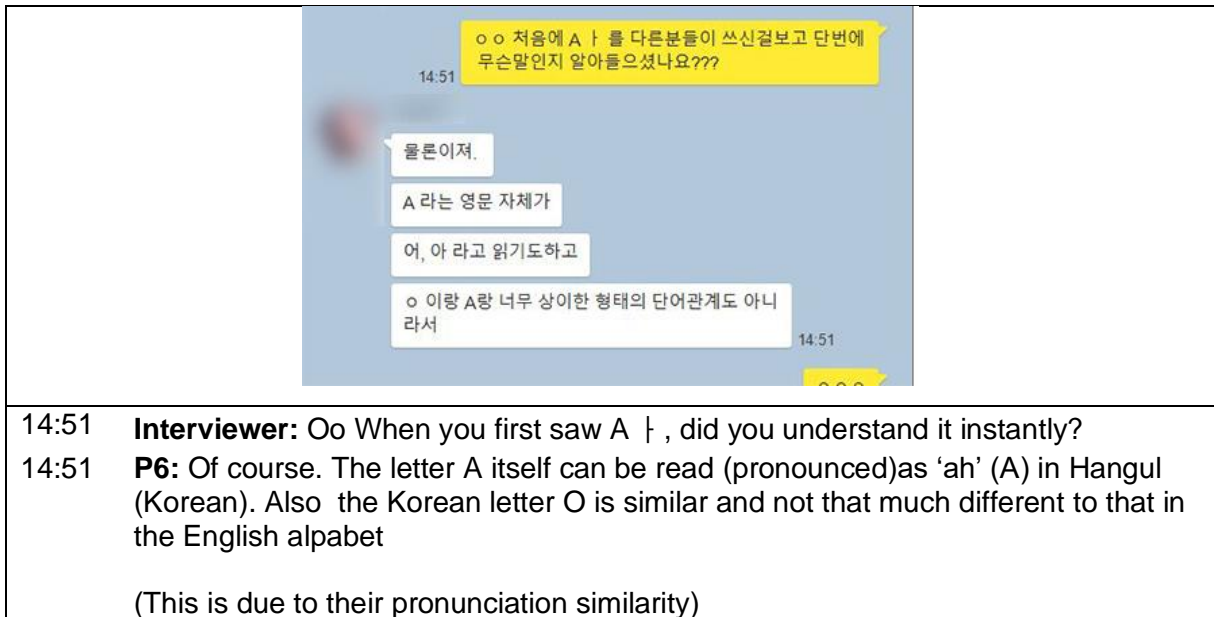 ㅇㅇ 처음에 A ㅏ 를 다른분들이 쓰신걸보고 단번에
무슨말인지 알아들으셨나요???
14:51
물론이져.
A 라는 영문 자체가
어, 아 라고 읽기도하고
ㅇ 이랑 A랑 너무 상이한 형태의 단어관계도 아니
라서
14:51
14:51 Interviewer: Oo When you first saw A ㅏ, did you understand it instantly?
14:51 P6: Of course. The letter A itself can be read (pronounced)as ‘ah’ (A) in Hangul
(Korean). Also the Korean letter O is similar and not that much different to that in
the English alpabet
(This is due to their pronunciation similarity)